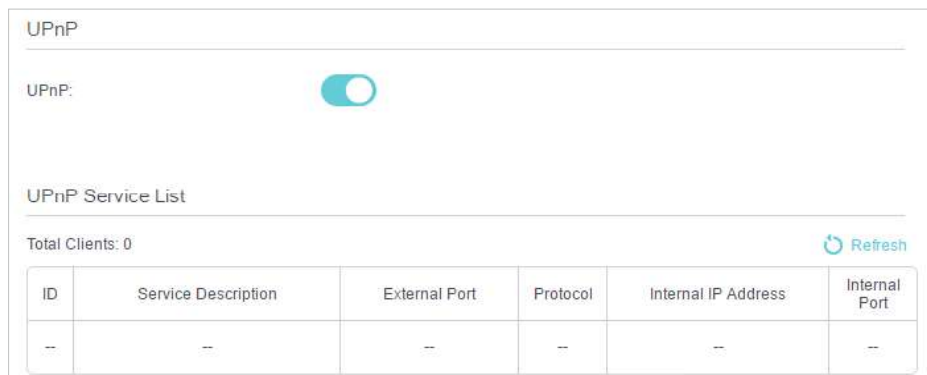 UPnP
UPnP:
UPnP Service List
Total Clients: 0
Refresh
ID Service Description External Port Protocol Internal IP Address Internal Port
-- -- -- -- -- --